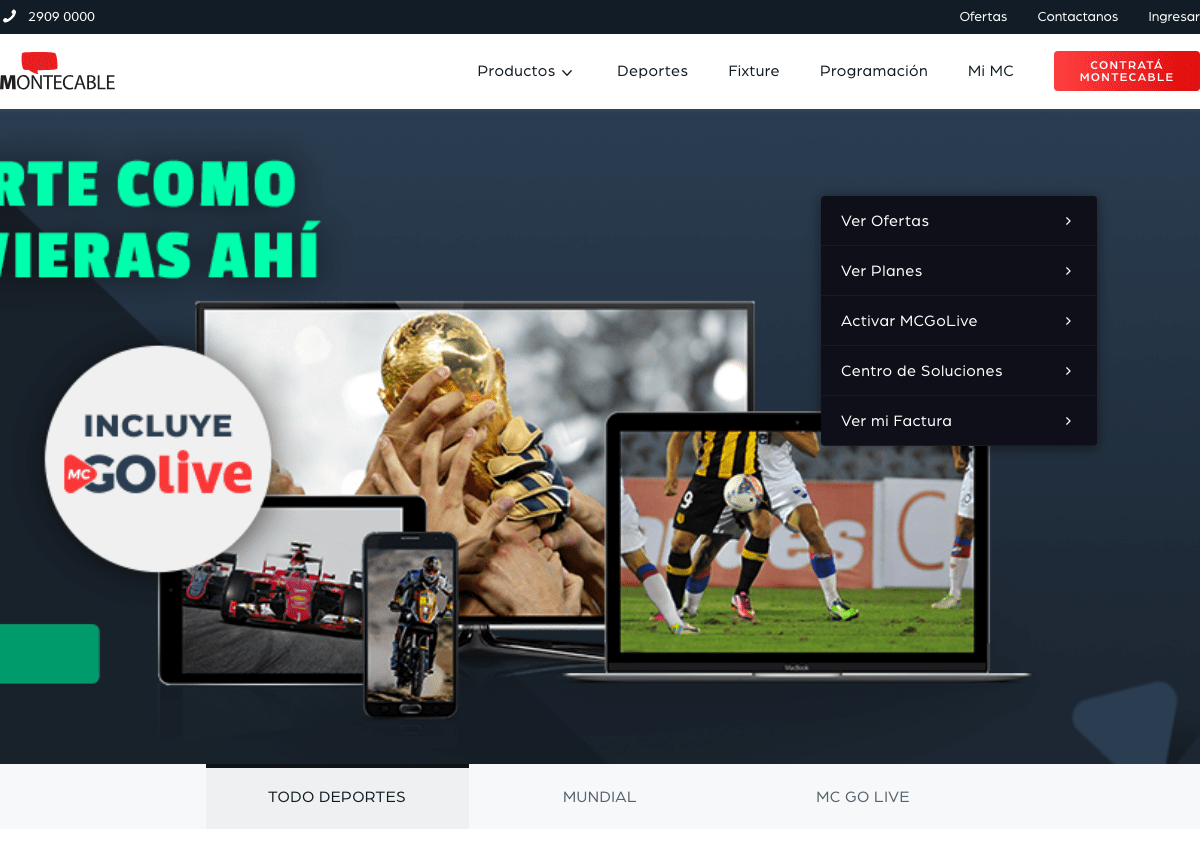 2909 0000
Ofertas
Contactanos
Ingresar
MONTECABLE
Productos
Deportes
Fixture
Programación
Mi MC
CONTRATÁ
MONTECABLE
RTE COMO
VIERAS AHÍ
Ver Ofertas
Ver Planes
Activar MCGoLive
Centro de Soluciones
Ver mi Factura
INCLUYE
MC GOlive
9
MacBook
TODO DEPORTES
MUNDIAL
MC GO LIVE